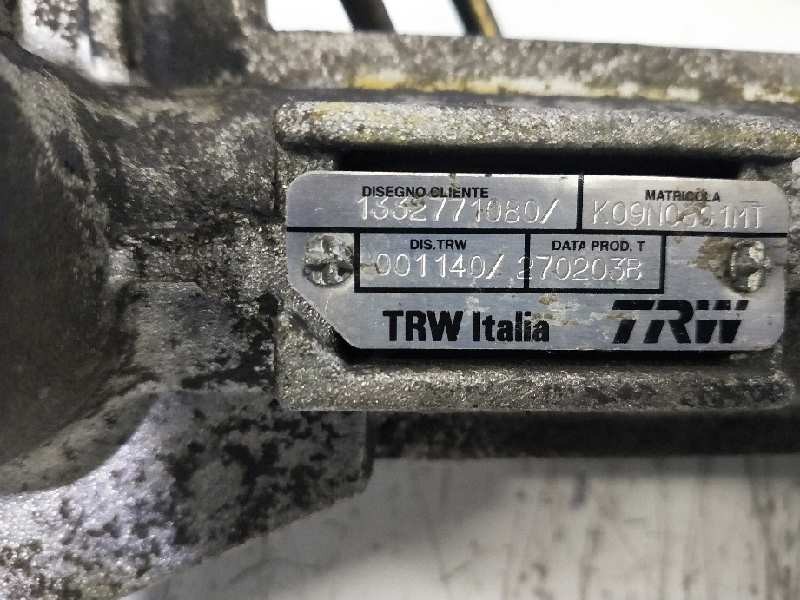 DISEGNO CLIENTE MATRICOLA
1332771080/
DIS.TRW DATA PROD. T
001140/ 270203B
TRW Italia TRW